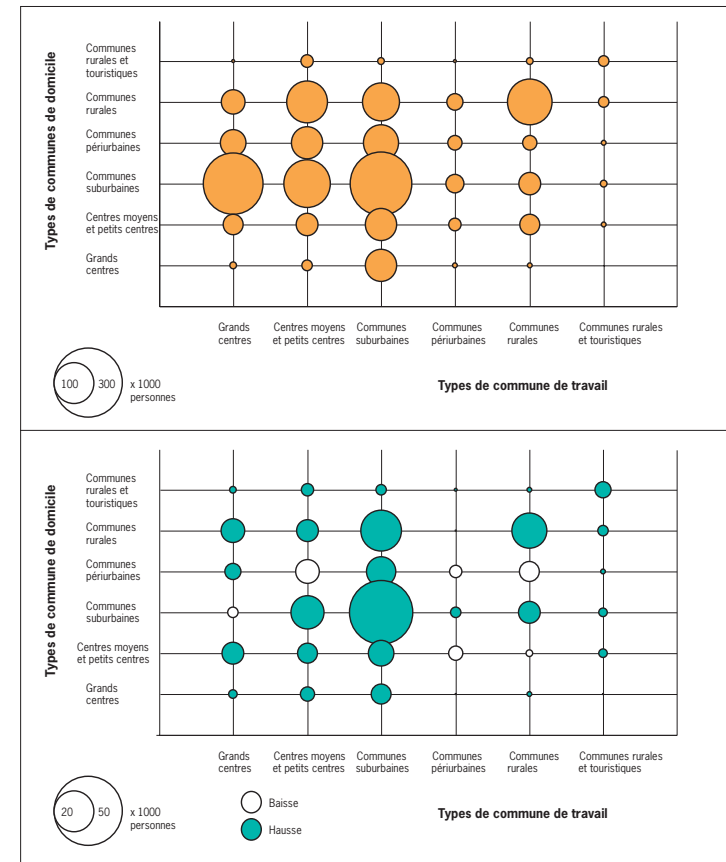 Types de communes de domicile
Communes
rurales et
touristiques
Communes
rurales
Communes
périurbaines
Communes
suburbaines
Centres moyens
et petits centres
Grands
centres
Grands
centres
Centres moyens
et petits centres
Communes
suburbaines
Communes
périurbaines
Communes
rurales
Communes rurales
et touristiques
100 300 x 1000
personnes
Types de commune de travail
Types de commune de domicile
Communes
rurales et
touristiques
Communes
rurales
Communes
périurbaines
Communes
suburbaines
Centres moyens
et petits centres
Grands
centres
Grands
centres
Centres moyens
et petits centres
Communes
suburbaines
Communes
périurbaines
Communes
rurales
Communes rurales
et touristiques
20 50 x 1000
personnes
Baisse
Hausse
Types de commune de travail